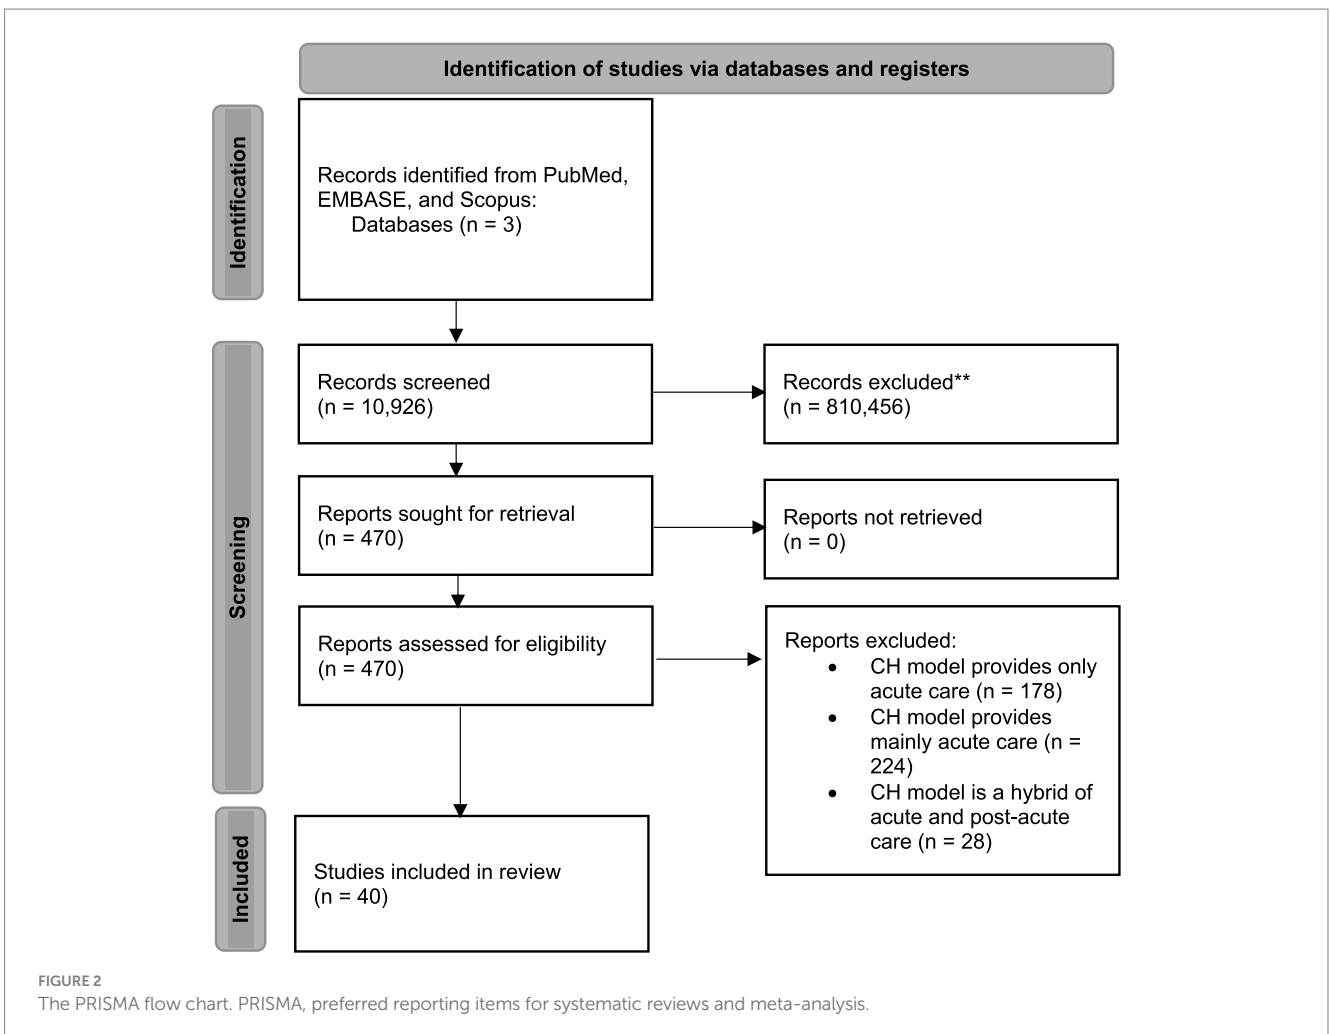 Identification of studies via databases and registers
Identification
Records identified from PubMed,
EMBASE, and Scopus:
Databases (n = 3)
Screening
Records screened
(n = 10,926)
Records excluded**
(n = 810,456)
Reports sought for retrieval
(n = 470)
Reports not retrieved
(n = 0)
Reports assessed for eligibility
(n = 470)
Reports excluded:
• CH model provides only
acute care (n = 178)
• CH model provides
mainly acute care (n =
224)
• CH model is a hybrid of
acute and post-acute
care (n = 28)
Included
Studies included in review
(n = 40)
FIGURE 2
The PRISMA flow chart. PRISMA, preferred reporting items for systematic reviews and meta-analysis.